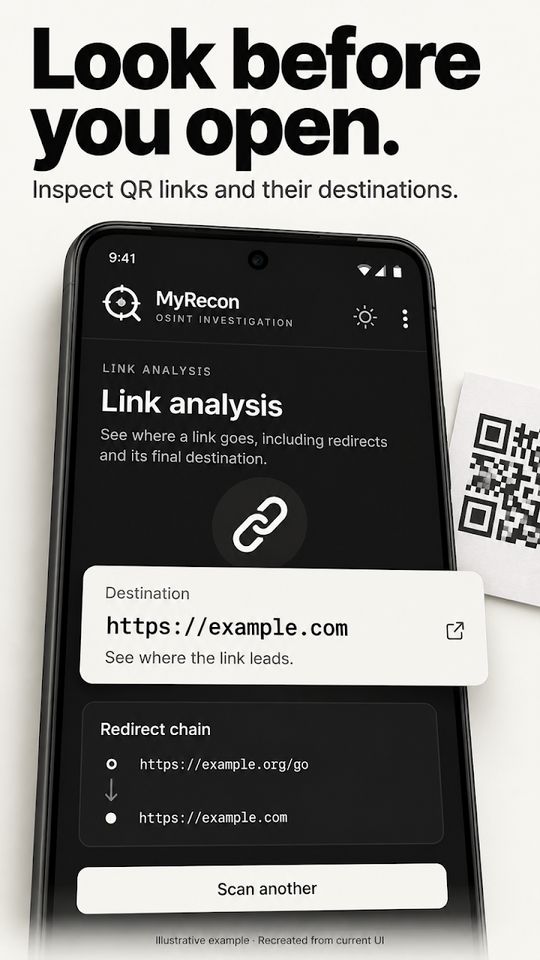 Look before
you open.
Inspect QR links and their destinations.
9:41
MyRecon
OSINT INVESTIGATION
LINK ANALYSIS
Link analysis
See where a link goes, including redirects
and its final destination.
Destination
https://example.com
See where the link leads.
Redirect chain
https://example.org/go
https://example.com
Scan another
Illustrative example · Recreated from current UI